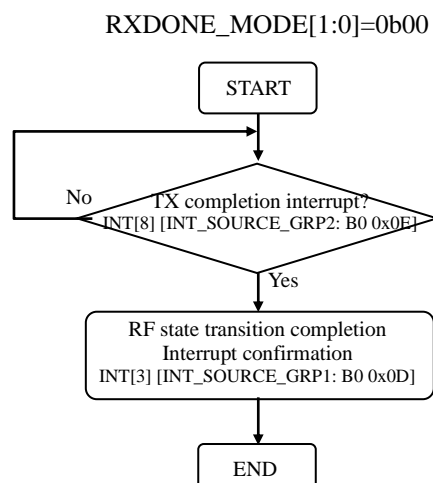 RXDONE_MODE[1:0]=0b00
START
No
TX completion interrupt?
INT[8] [INT_SOURCE_GRP2: B0 0x0E]
Yes
RF state transition completion
Interrupt confirmation
INT[3] [INT_SOURCE_GRP1: B0 0x0D]
END